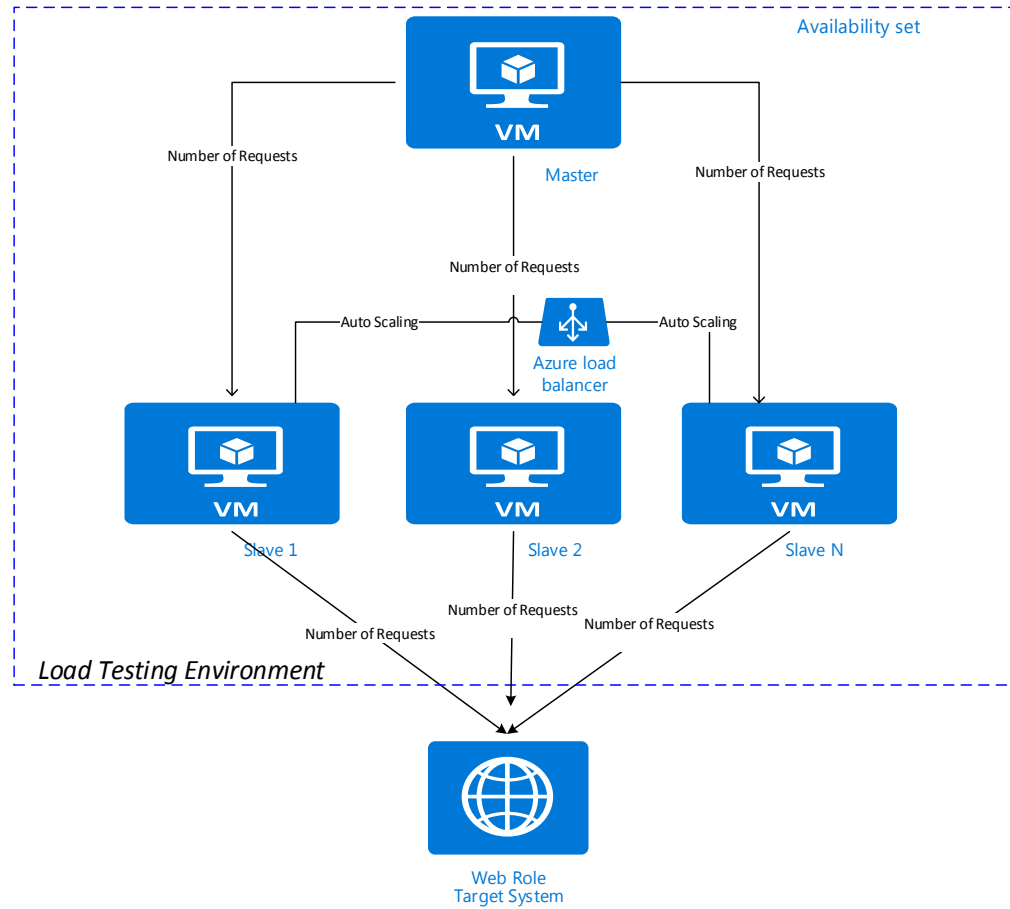 Availability set
VM
Master
Number of Requests
Number of Requests
Number of Requests
Auto Scaling
Auto Scaling
Azure load
balancer
VM
VM
VM
Slave 1
Slave 2
Slave N
Number of Requests
Number of Requests
Number of Requests
Load Testing Environment
Web Role
Target System